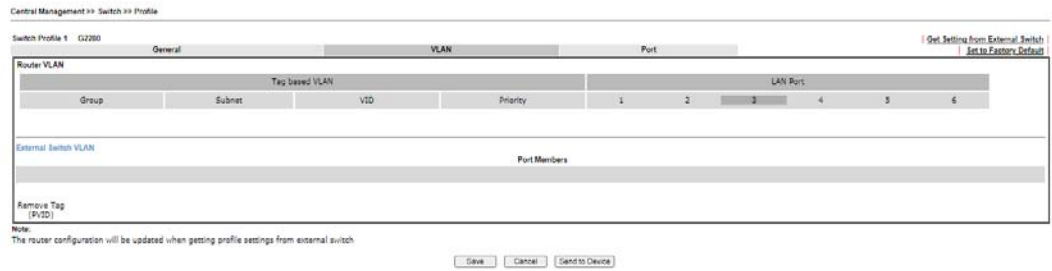 Central Management >> Switch >> Profile
Switch Profile 1 G2280
| Get Setting from External Switch |
| Set to Factory Default |
General VLAN Port
Router VLAN
Tag based VLAN LAN Port
Group Subnet VID Priority 1 2 3 4 5 6
External Switch VLAN
Port Members
Remove Tag
(PVID)
Note:
The router configuration will be updated when getting profile settings from external switch
Save Cancel Send to Device